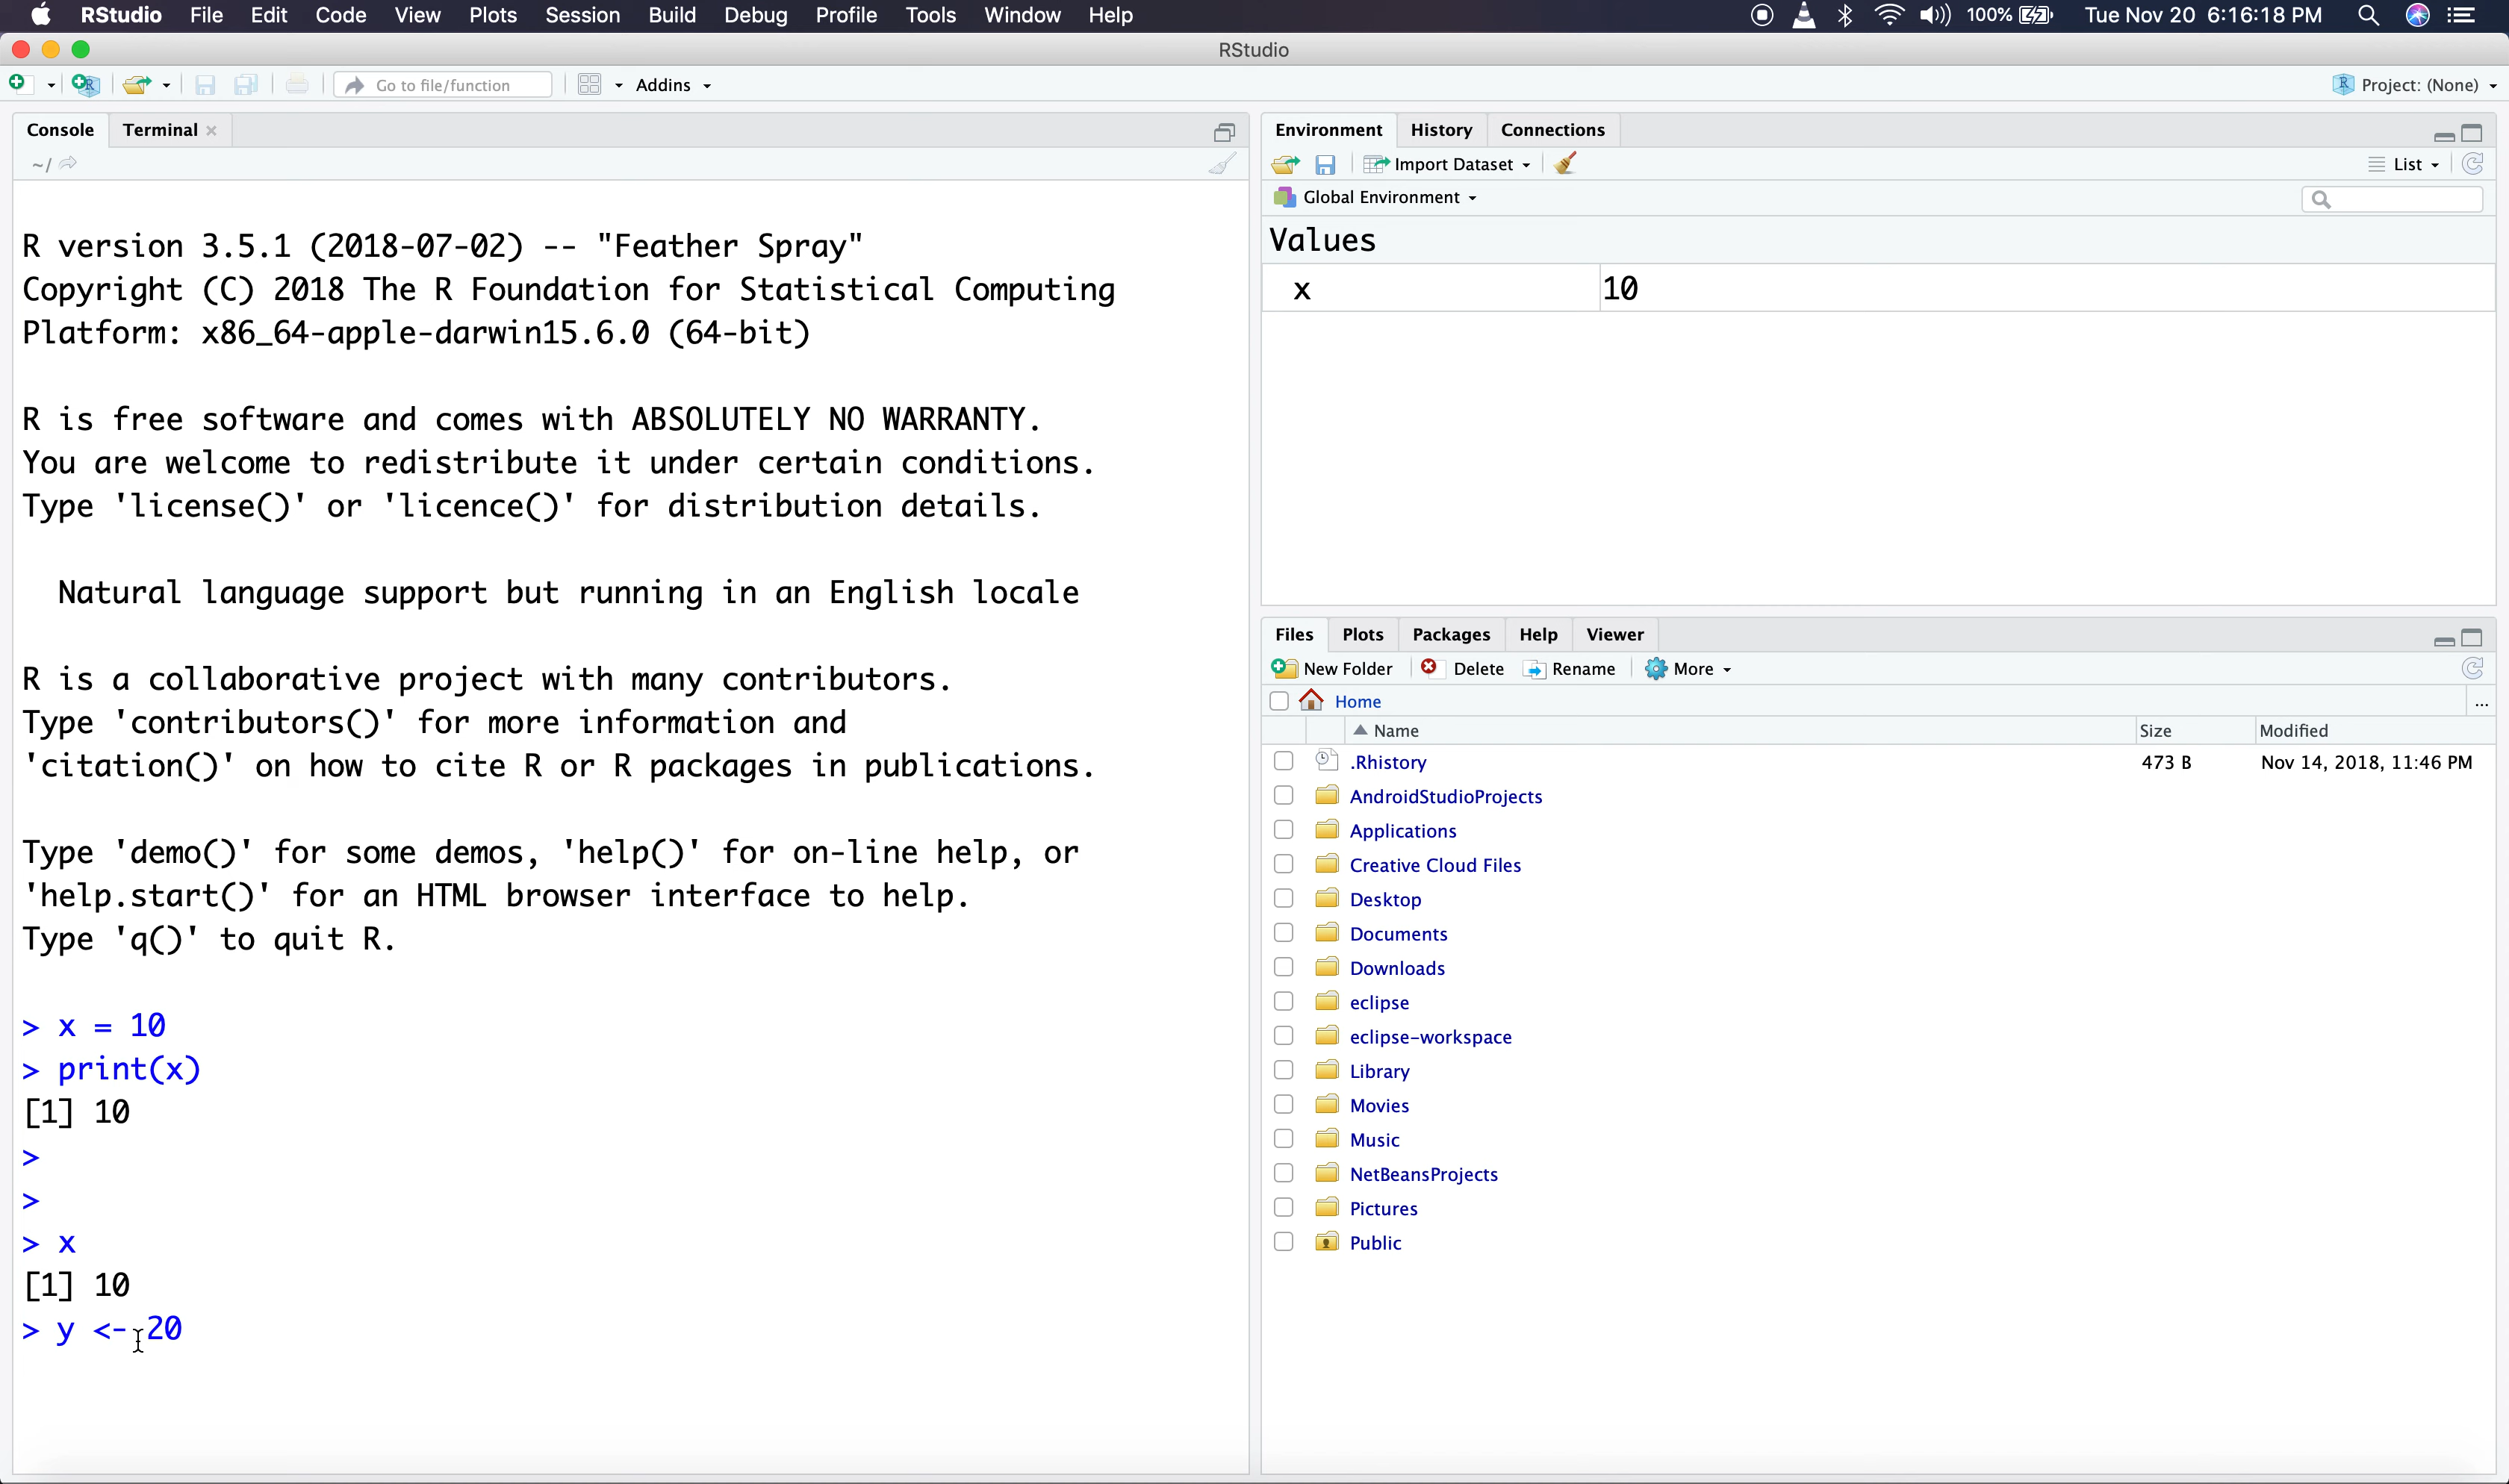 RStudio File Edit Code View Plots Session Build Debug Profile Tools Window Help 100% Tue Nov 20 6:16:18 PM
RStudio
Go to file/function Addins Project: (None)
Console Terminal
~/
R version 3.5.1 (2018-07-02) -- "Feather Spray"
Copyright (C) 2018 The R Foundation for Statistical Computing
Platform: x86_64-apple-darwin15.6.0 (64-bit)
R is free software and comes with ABSOLUTELY NO WARRANTY.
You are welcome to redistribute it under certain conditions.
Type 'license()' or 'licence()' for distribution details.
Natural language support but running in an English locale
R is a collaborative project with many contributors.
Type 'contributors()' for more information and
'citation()' on how to cite R or R packages in publications.
Type 'demo()' for some demos, 'help()' for on-line help, or
'help.start()' for an HTML browser interface to help.
Type 'q()' to quit R.
> x = 10
> print(x)
[1] 10
>
>
> x
[1] 10
> y <- 20
Environment History Connections
Import Dataset List
Global Environment
Values
x 10
Files Plots Packages Help Viewer
New Folder Delete Rename More
Home ...
Name Size Modified
.Rhistory 473 B Nov 14, 2018, 11:46 PM
AndroidStudioProjects
Applications
Creative Cloud Files
Desktop
Documents
Downloads
eclipse
eclipse-workspace
Library
Movies
Music
NetBeansProjects
Pictures
Public